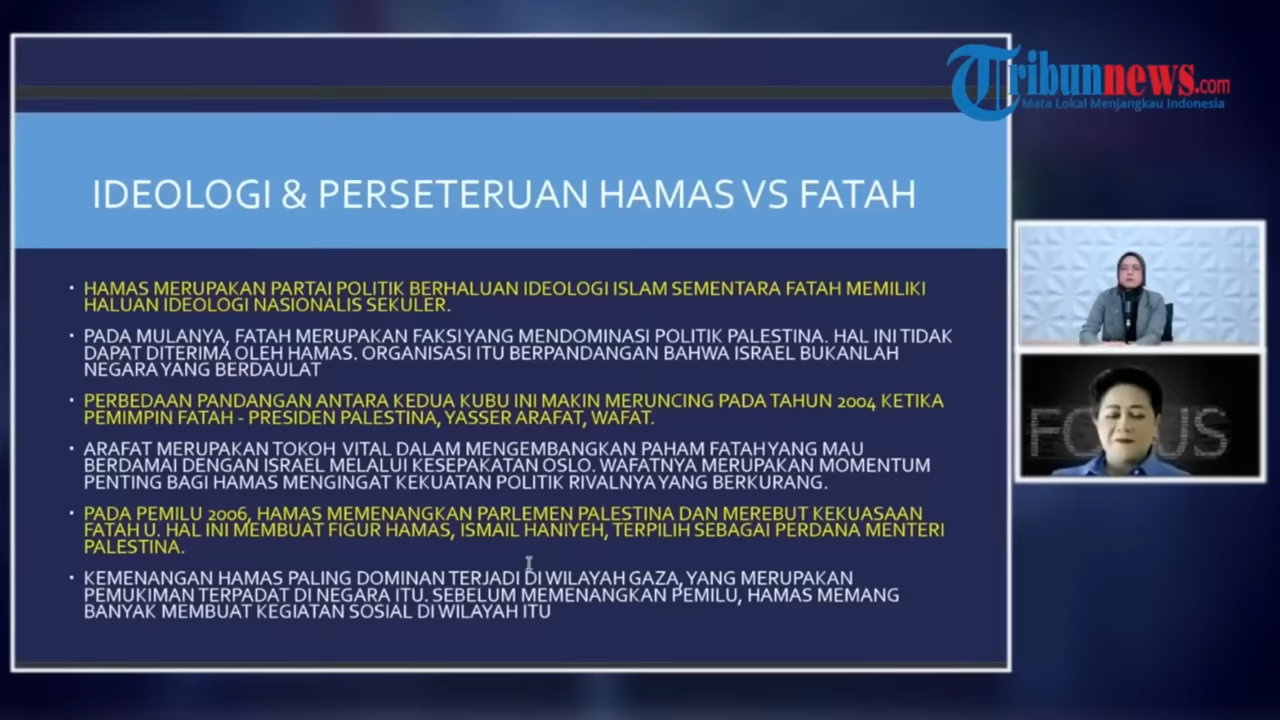 Tribunnews.com
Mata Lokal Menjangkau Indonesia
IDEOLOGI & PERSETERUAN HAMAS VS FATAH
• HAMAS MERUPAKAN PARTAI POLITIK BERHALUAN IDEOLOGI ISLAM SEMENTARA FATAH MEMILIKI
HALUAN IDEOLOGI NASIONALIS SEKULER.
• PADA MULANYA, FATAH MERUPAKAN FAKSI YANG MENDOMINASI POLITIK PALESTINA. HAL INI TIDAK
DAPAT DITERIMA OLEH HAMAS. ORGANISASI ITU BERPANDANGAN BAHWA ISRAEL BUKANLAH
NEGARA YANG BERDAULAT
• PERBEDAAN PANDANGAN ANTARA KEDUA KUBU INI MAKIN MERUNCING PADA TAHUN 2004 KETIKA
PEMIMPIN FATAH - PRESIDEN PALESTINA, YASSER ARAFAT, WAFAT.
• ARAFAT MERUPAKAN TOKOH VITAL DALAM MENGEMBANGKAN PAHAM FATAH YANG MAU
BERDAMAI DENGAN ISRAEL MELALUI KESEPAKATAN OSLO. WAFATNYA MERUPAKAN MOMENTUM
PENTING BAGI HAMAS MENGINGAT KEKUATAN POLITIK RIVALNYA YANG BERKURANG.
• PADA PEMILU 2006, HAMAS MEMENANGKAN PARLEMEN PALESTINA DAN MEREBUT KEKUASAAN
FATAH U. HAL INI MEMBUAT FIGUR HAMAS, ISMAIL HANIYEH, TERPILIH SEBAGAI PERDANA MENTERI
PALESTINA.
• KEMENANGAN HAMAS PALING DOMINAN TERJADI DI WILAYAH GAZA, YANG MERUPAKAN
PEMUKIMAN TERPADAT DI NEGARA ITU. SEBELUM MEMENANGKAN PEMILU, HAMAS MEMANG
BANYAK MEMBUAT KEGIATAN SOSIAL DI WILAYAH ITU